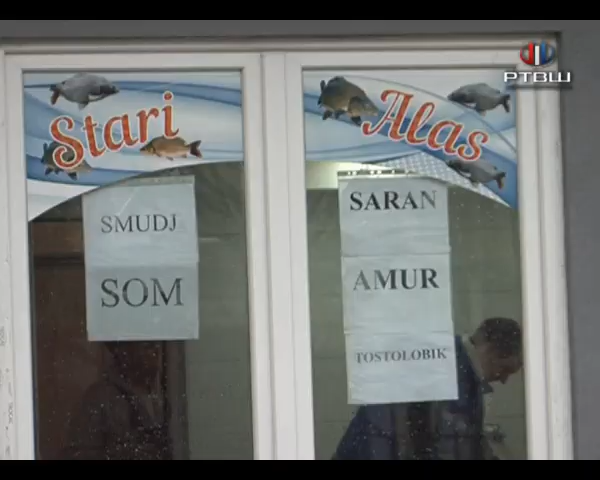 РТВШ
Stari Alas
SMUDJ
SOM
SARAN
AMUR
TOSTOLOBIK